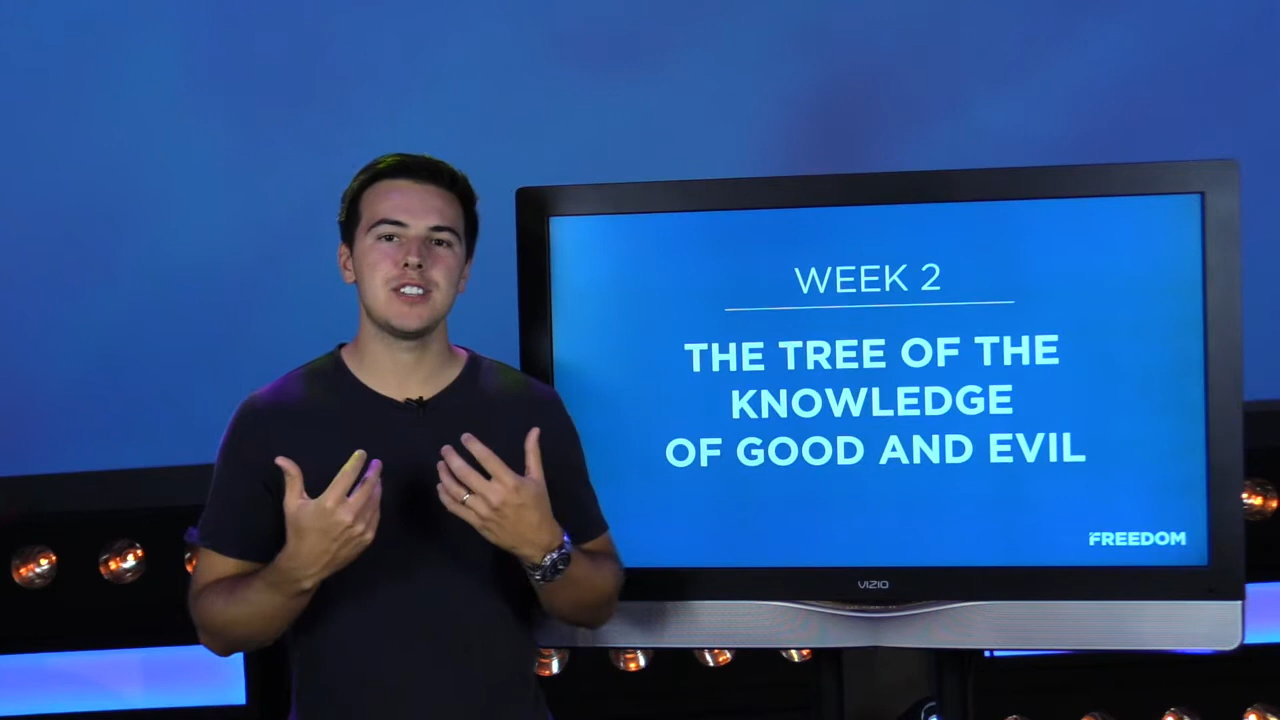 WEEK 2
THE TREE OF THE
KNOWLEDGE
OF GOOD AND EVIL
FREEDOM
VIZIO